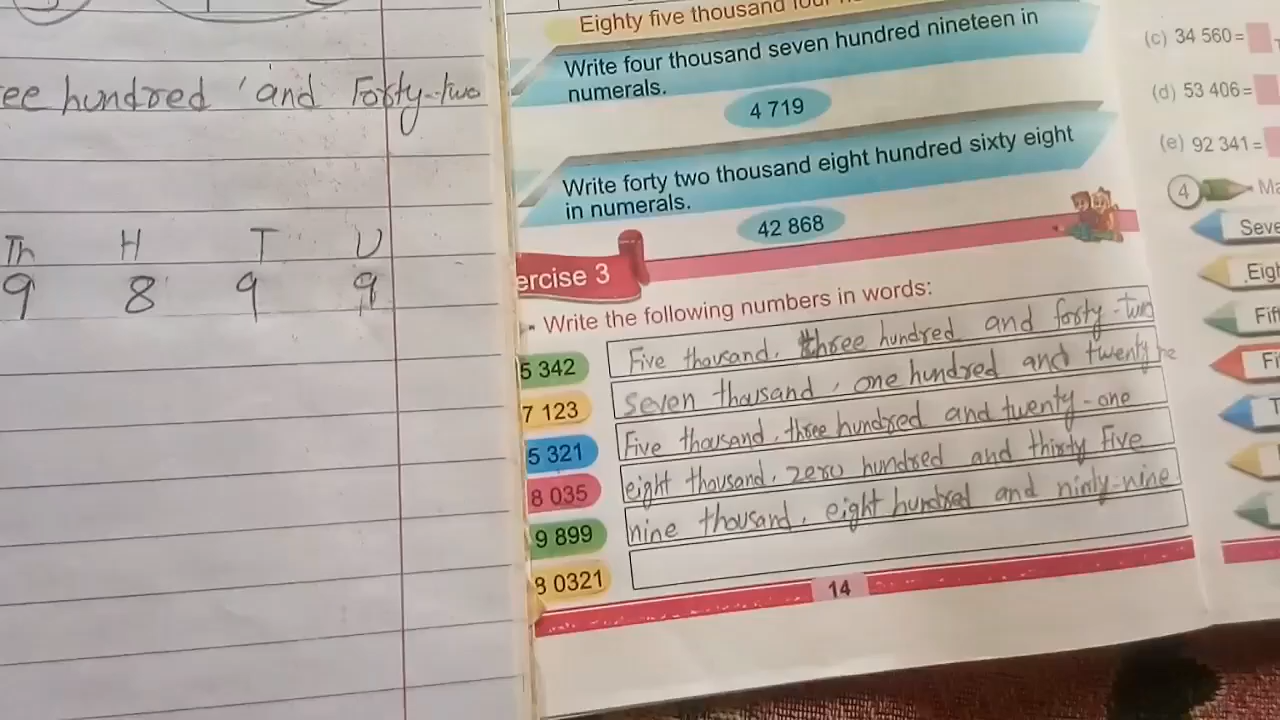 ee hundred and Forty-two
Th H T U
9 8 9 9
Eighty five thousand four
Write four thousand seven hundred nineteen in
numerals.
4 719
Write forty two thousand eight hundred sixty eight
in numerals.
42 868
ercise 3
Write the following numbers in words:
5 342 Five thousand, three hundred and forty-two
7 123 seven thousand, one hundred and twenty
5 321 Five thousand, three hundred and twenty-one
8 035 eight thousand, zero hundred and thirty Five
9 899 nine thousand, eight hundred and ninty-nine
8 0321
14
(c) 34 560=
(d) 53 406=
(e) 92 341=
4 Ma
Seve
Eigh
Fif
Fi
T